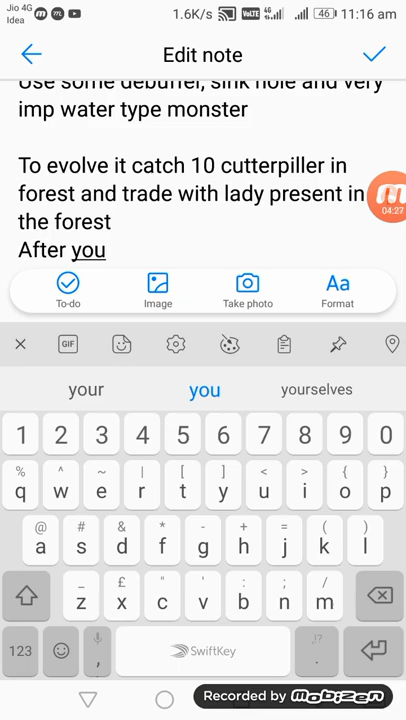 Jio 4G
Idea
1.6K/s VoLTE 4G 46 11:16 am
Edit note
Use some debuffer, sink hole and very
imp water type monster
To evolve it catch 10 cutterpiller in
forest and trade with lady present in
the forest
After you
04:27
To-do Image Take photo Format
GIF
your you yourselves
1 2 3 4 5 6 7 8 9 0
% ^ ~ | [ ] < > { }
q w e r t y u i o p
@ # & * - + = ( )
a s d f g h j k l
_ £ " ' : ; /
z x c v b n m
123 , SwiftKey ,!? .
Recorded by mobizen